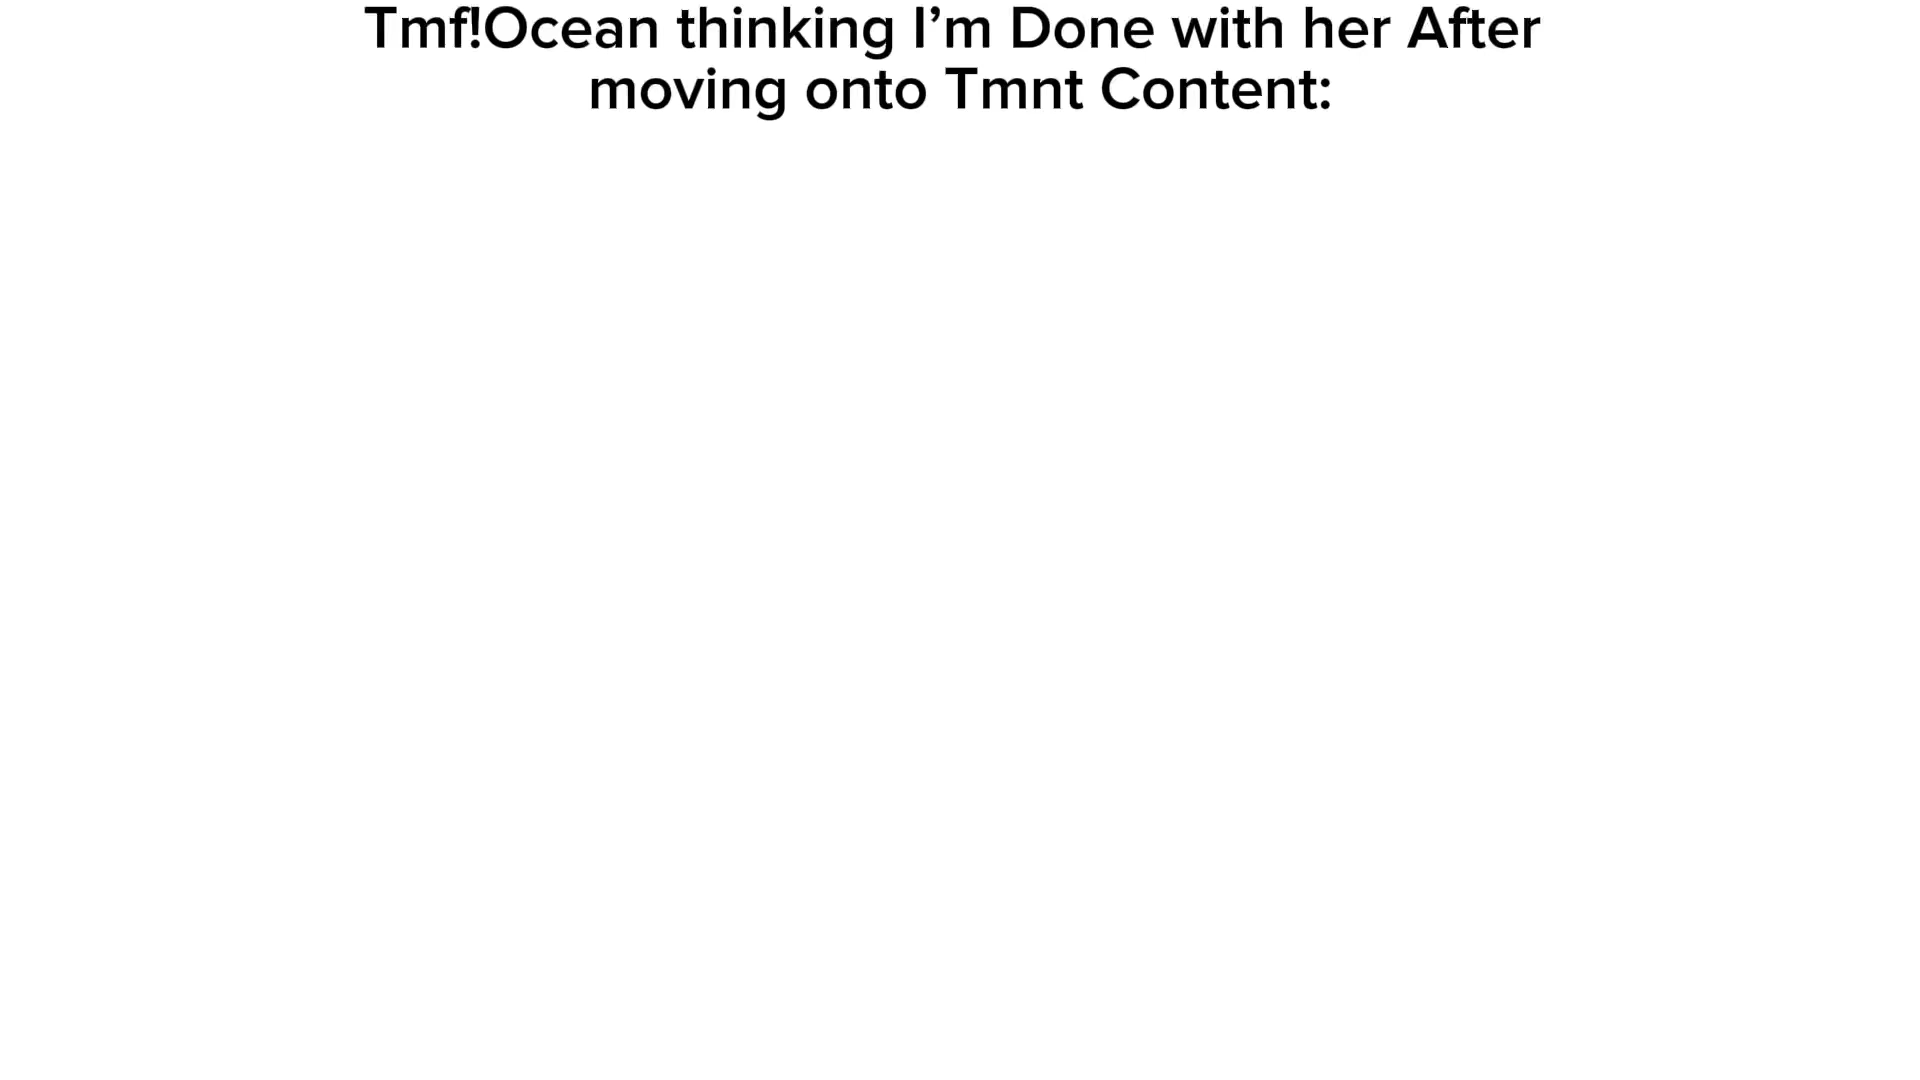 Tmf!Ocean thinking I’m Done with her After
moving onto Tmnt Content: